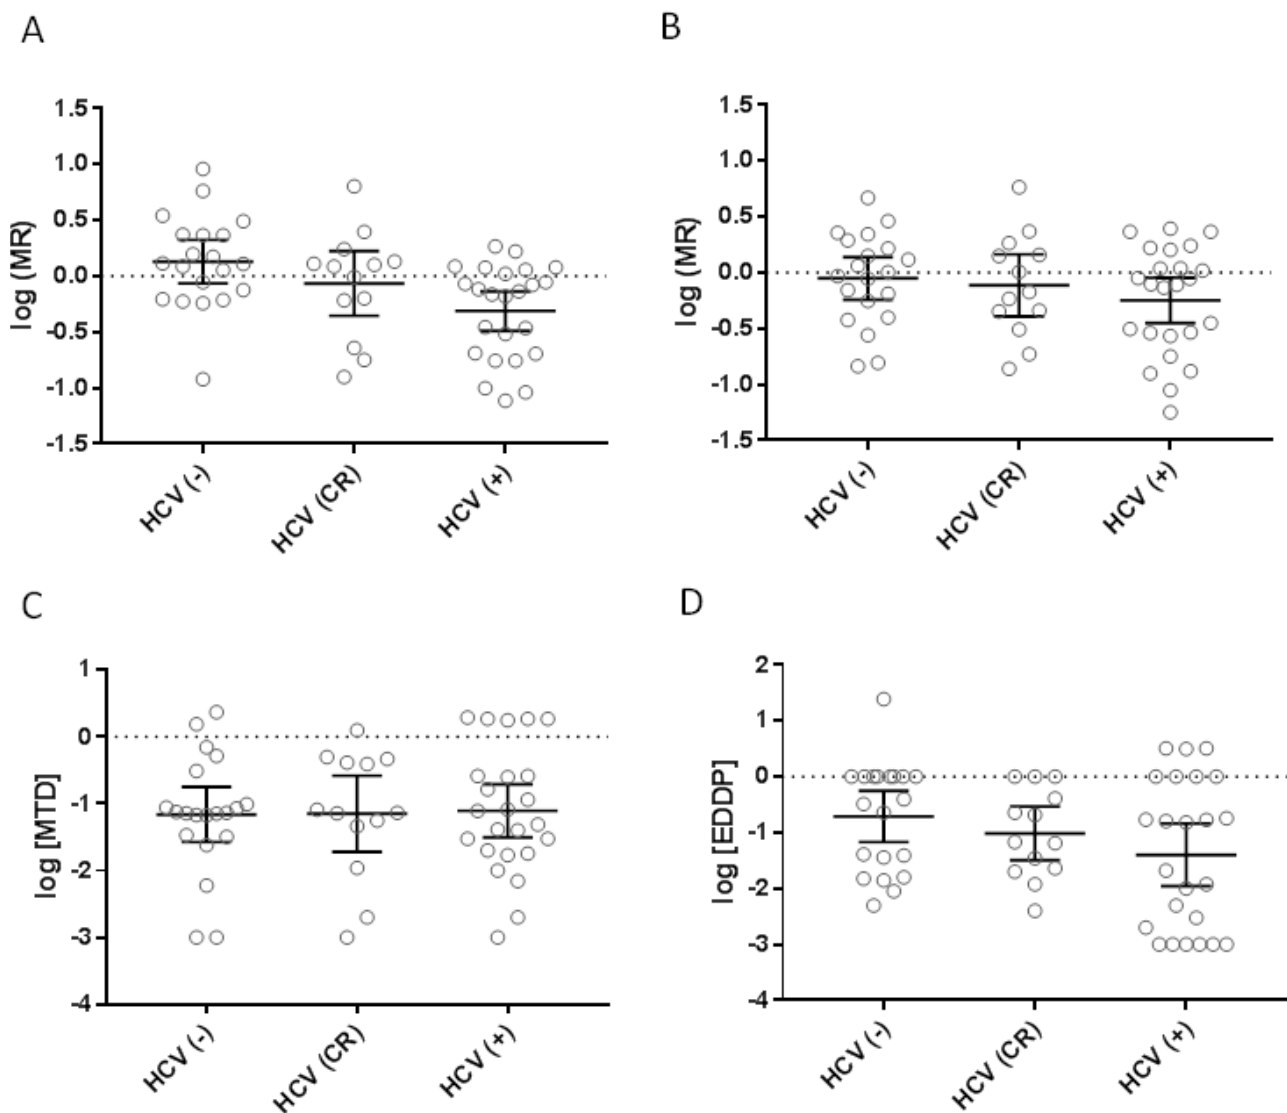 A
B
1.5
1.0
0.5
0.0
-0.5
-1.0
-1.5
log (MR)
HCV (-)
HCV (CR)
HCV (+)
1.5
1.0
0.5
0.0
-0.5
-1.0
-1.5
log (MR)
HCV (-)
HCV (CR)
HCV (+)
C
D
1
0
-1
-2
-3
-4
log [MTD]
HCV (-)
HCV (CR)
HCV (+)
2
1
0
-1
-2
-3
-4
log [EDDP]
HCV (-)
HCV (CR)
HCV (+)